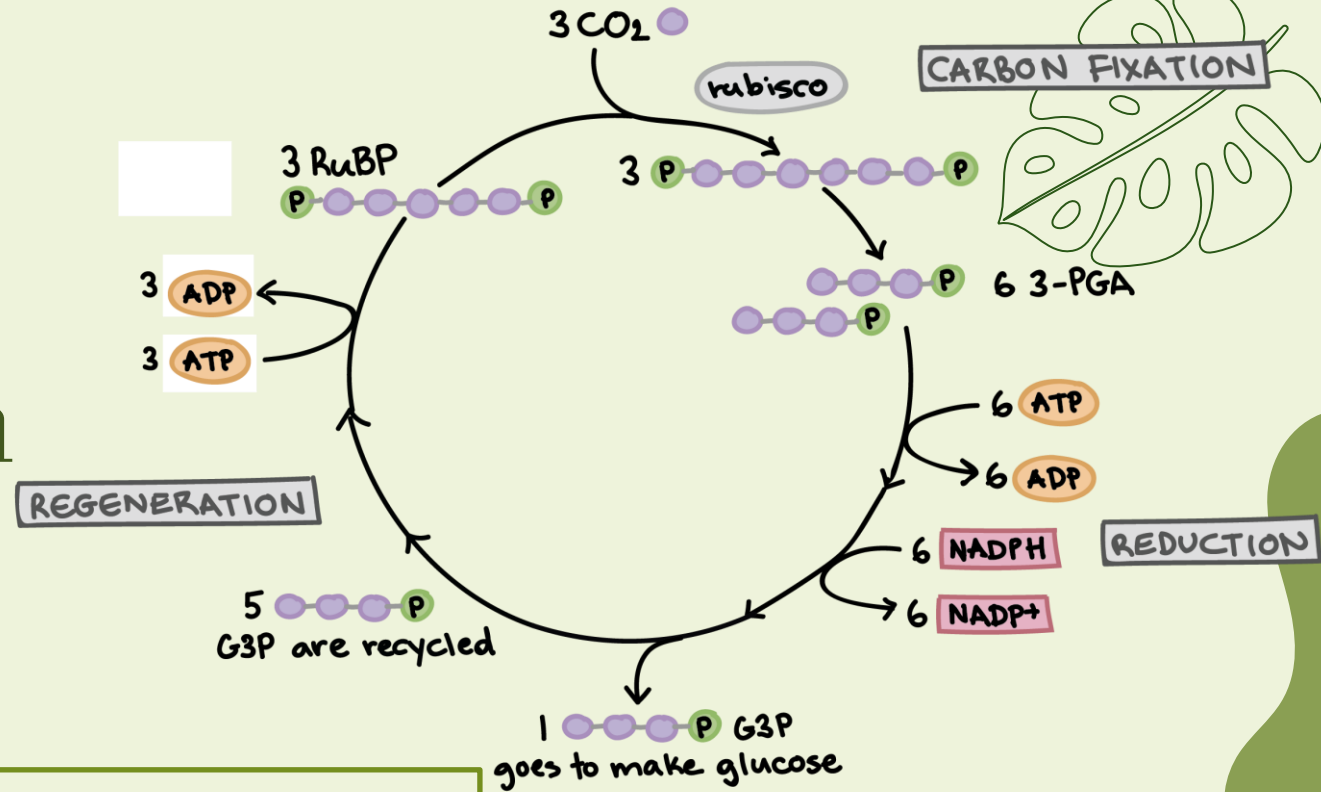 3 CO₂
rubisco
CARBON FIXATION
3 RuBP
P P
3 P P
P 6 3-PGA
P
3 ADP
3 ATP
6 ATP
6 ADP
REGENERATION
6 NADPH
REDUCTION
6 NADP+
5 P
G3P are recycled
1 P G3P
goes to make glucose